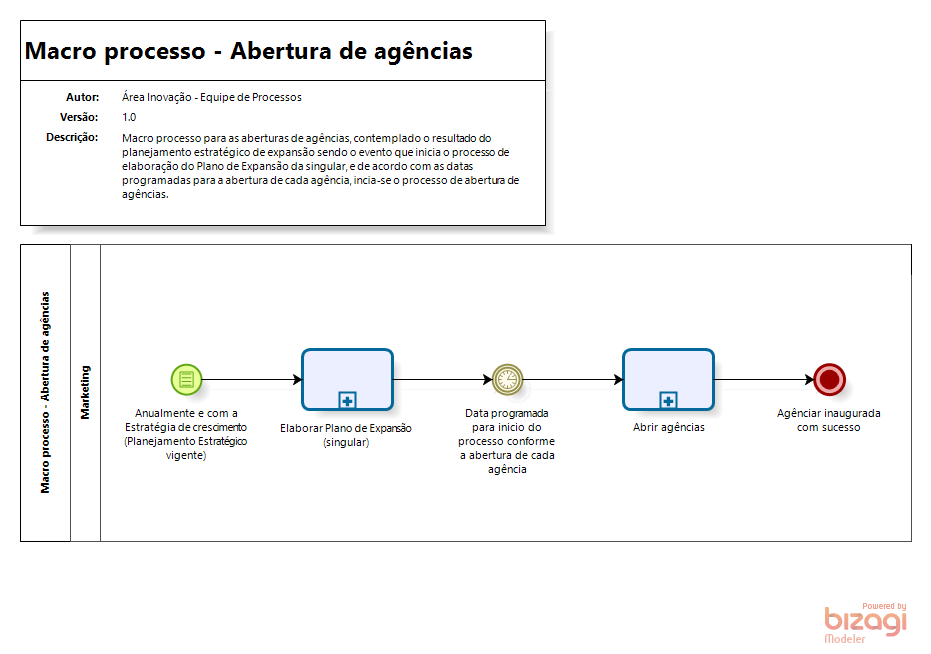 Macro processo - Abertura de agências
Autor: Área Inovação - Equipe de Processos
Versão: 1.0
Descrição: Macro processo para as aberturas de agências, contemplado o resultado do
planejamento estratégico de expansão sendo o evento que inicia o processo de
elaboração do Plano de Expansão da singular, e de acordo com as datas
programadas para a abertura de cada agência, incia-se o processo de abertura de
agências.
Macro processo - Abertura de agências
Marketing
Anualmente e com a
Estratégia de crescimento
(Planejamento Estratégico
vigente)
Elaborar Plano de Expansão
(singular)
Data programada
para inicio do
processo conforme
a abertura de cada
agência
Abrir agências
Agênciar inaugurada
com sucesso
Powered by
bizagi
Modeler